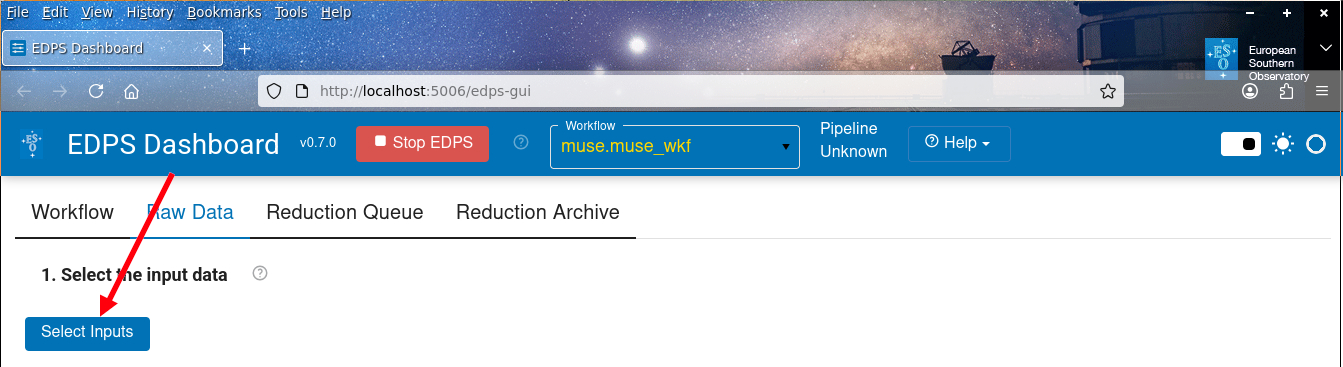 File Edit View History Bookmarks Tools Help
EDPS Dashboard
European
Southern
Observatory
ES
O
http://localhost:5006/edps-gui
ES
O
EDPS Dashboard v0.7.0 Stop EDPS
Workflow
muse.muse_wkf
Pipeline
Unknown
Help
Workflow Raw Data Reduction Queue Reduction Archive
1. Select the input data
Select Inputs